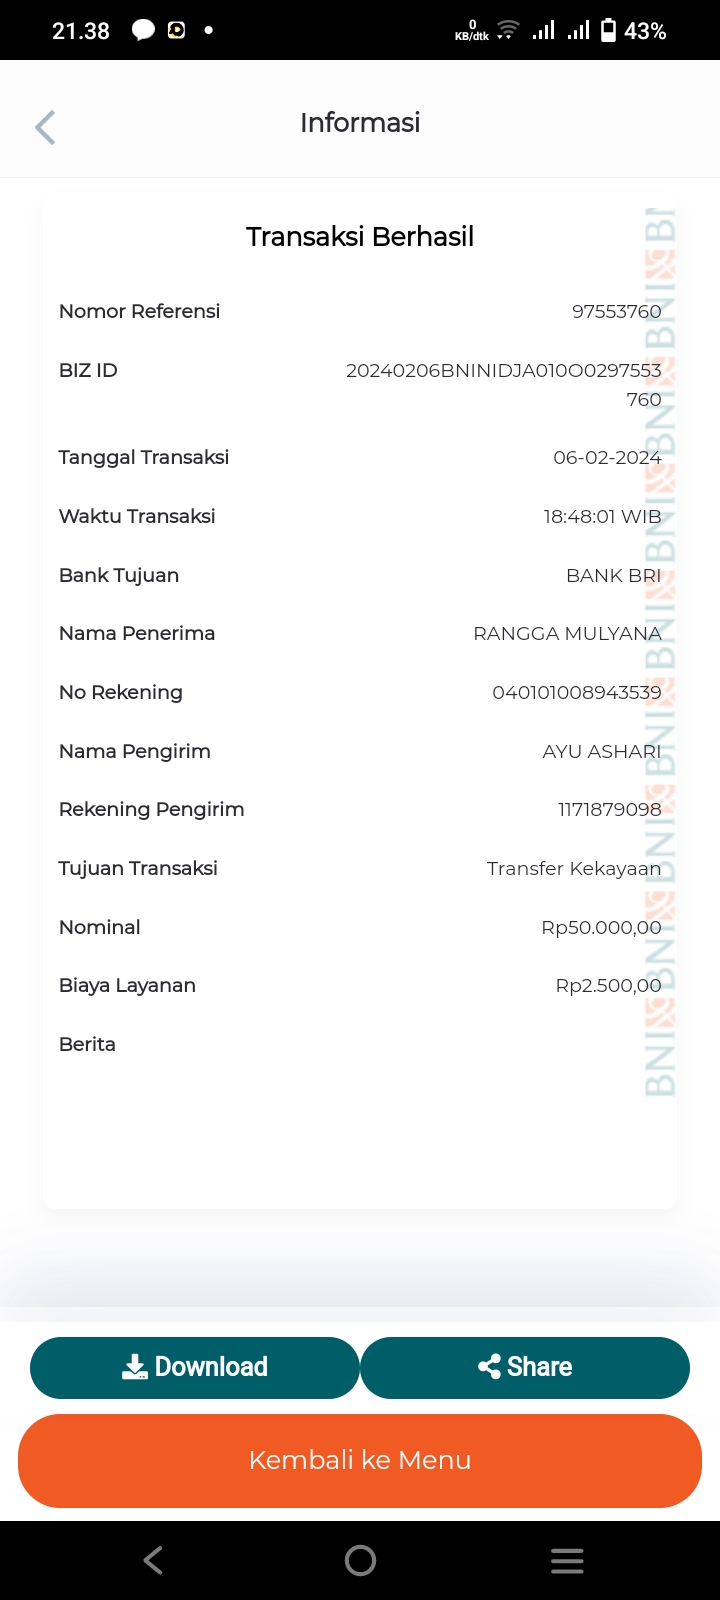 21.38 0 KB/dtk 43%
Informasi
Transaksi Berhasil
Nomor Referensi 97553760
BIZ ID 20240206BNINIDJA010O0297553
760
Tanggal Transaksi 06-02-2024
Waktu Transaksi 18:48:01 WIB
Bank Tujuan BANK BRI
Nama Penerima RANGGA MULYANA
No Rekening 040101008943539
Nama Pengirim AYU ASHARI
Rekening Pengirim 1171879098
Tujuan Transaksi Transfer Kekayaan
Nominal Rp50.000,00
Biaya Layanan Rp2.500,00
Berita
BNI BNI BNI BNI BNI BNI BNI BNI BNI
Download Share
Kembali ke Menu